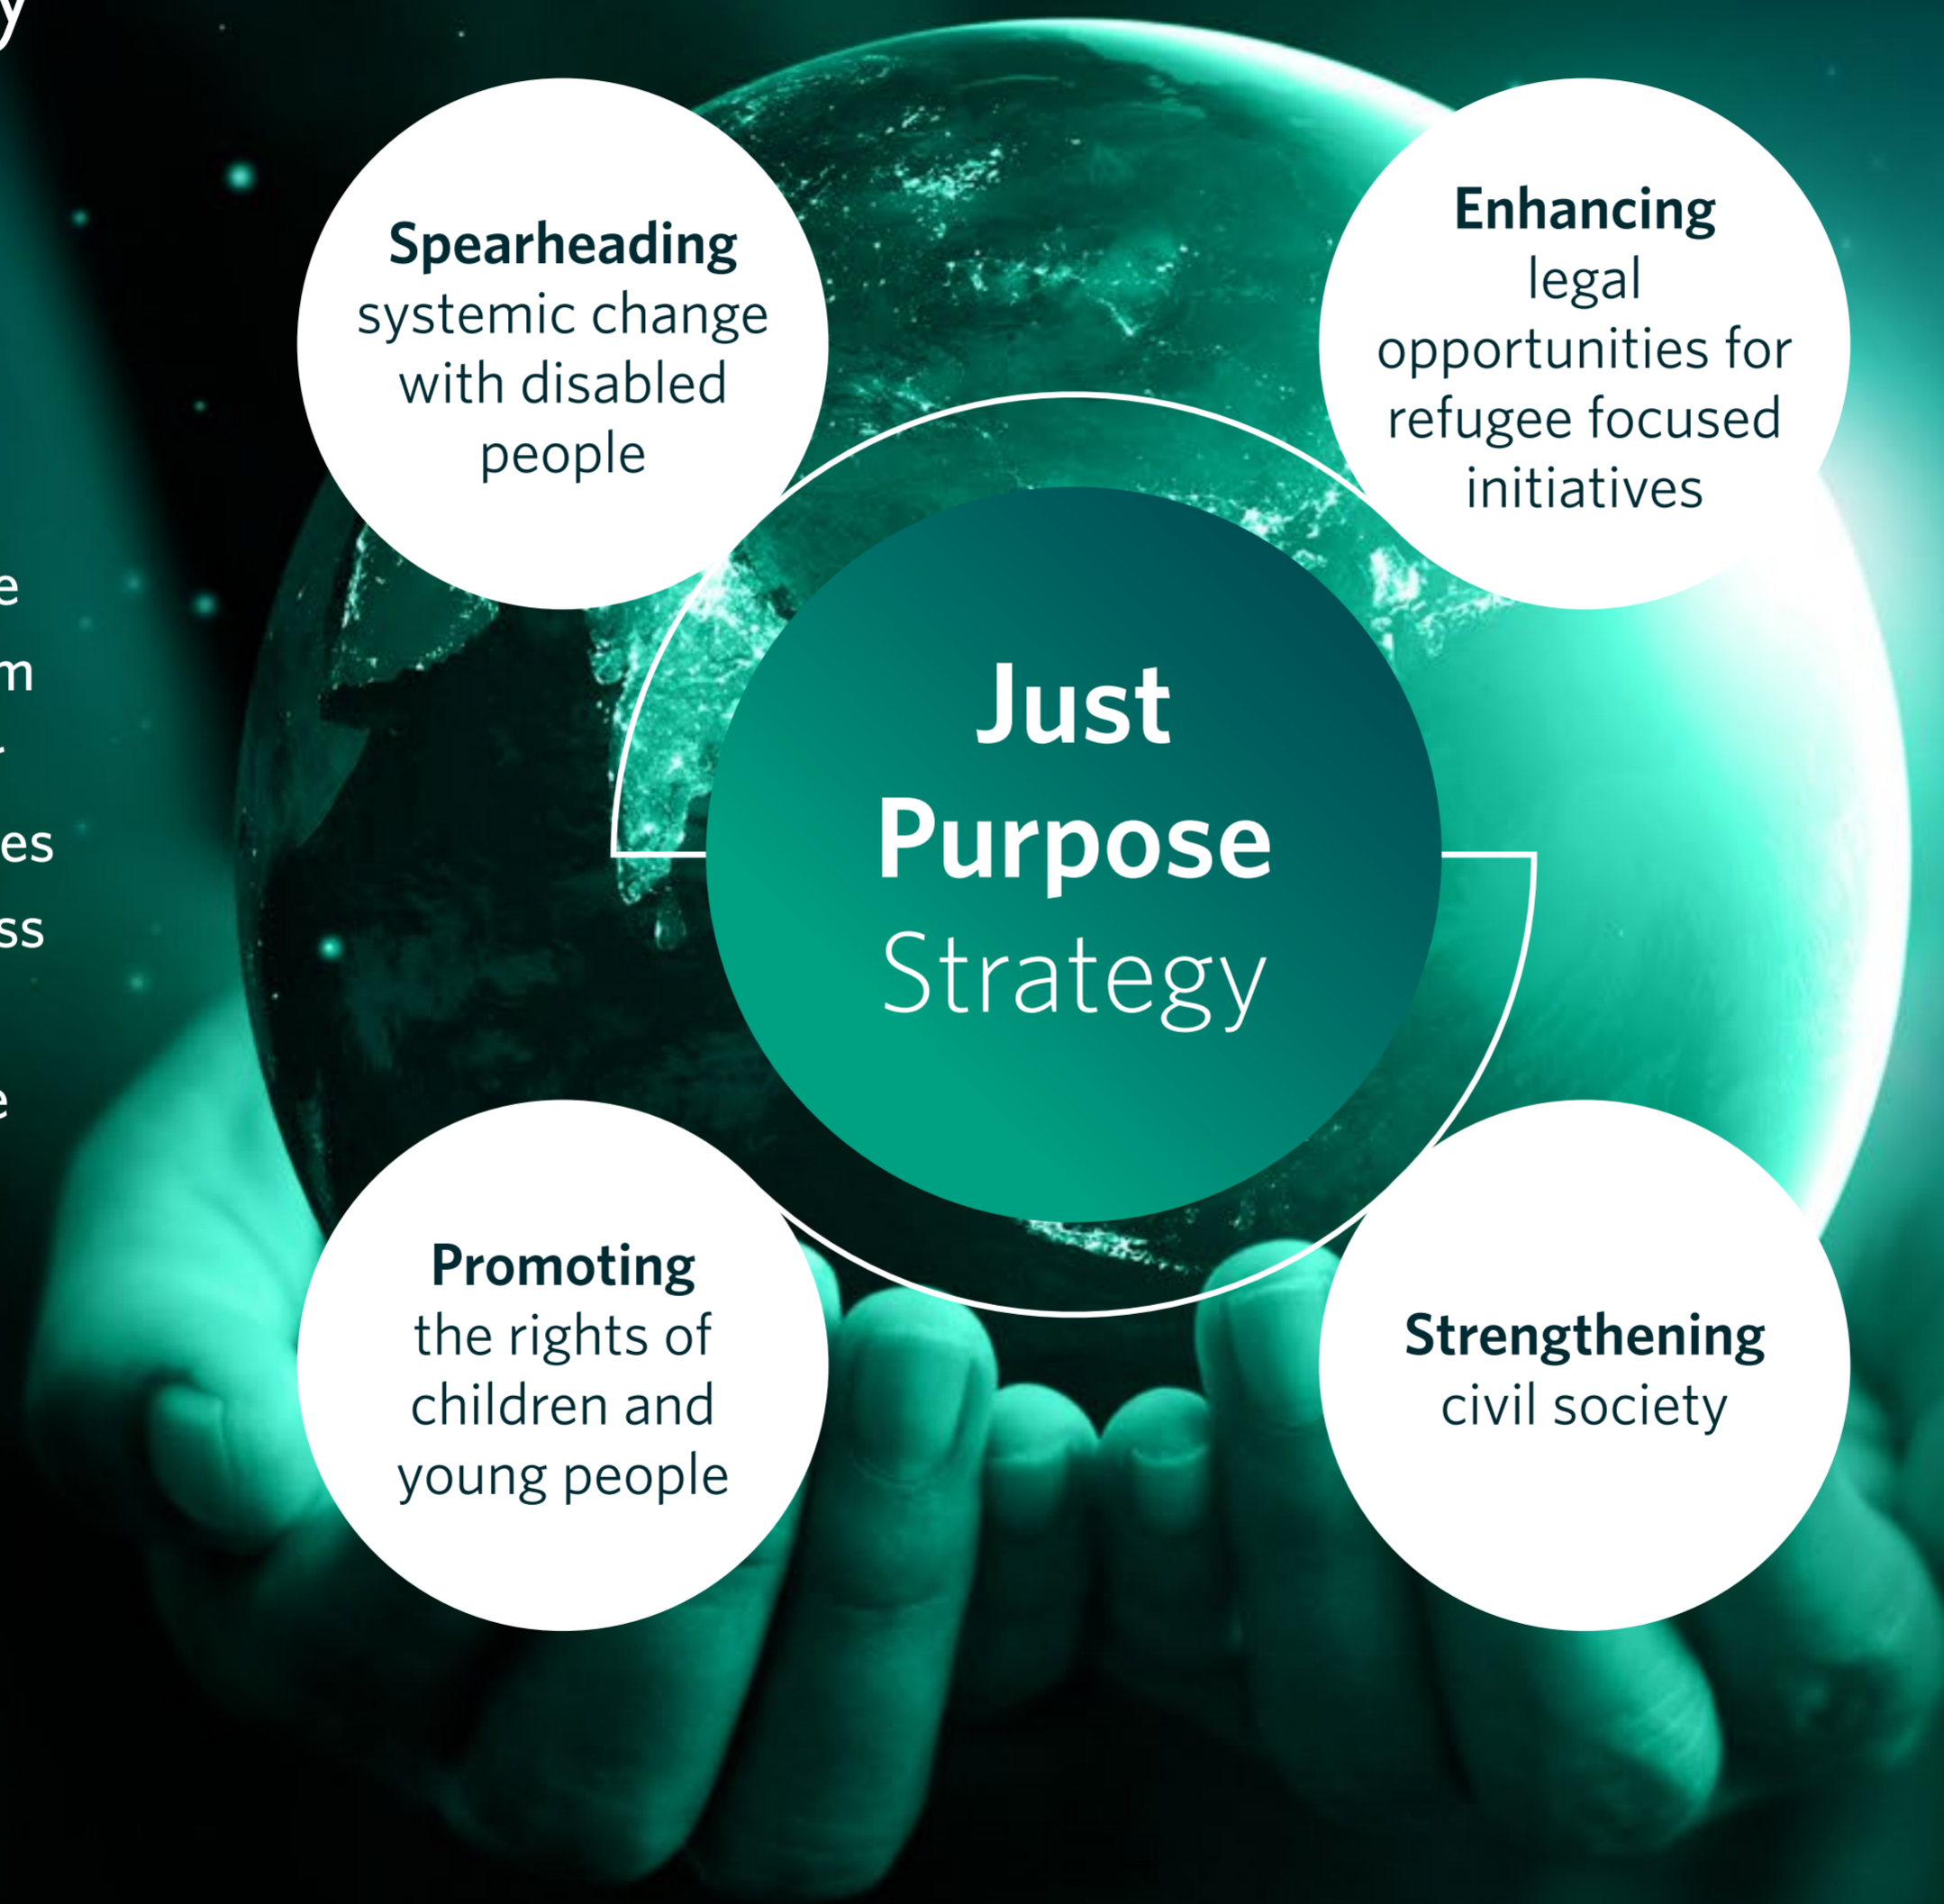 Spearheading
systemic change
with disabled
people
Enhancing
legal
opportunities for
refugee focused
initiatives
Just
Purpose
Strategy
Promoting
the rights of
children and
young people
Strengthening
civil society